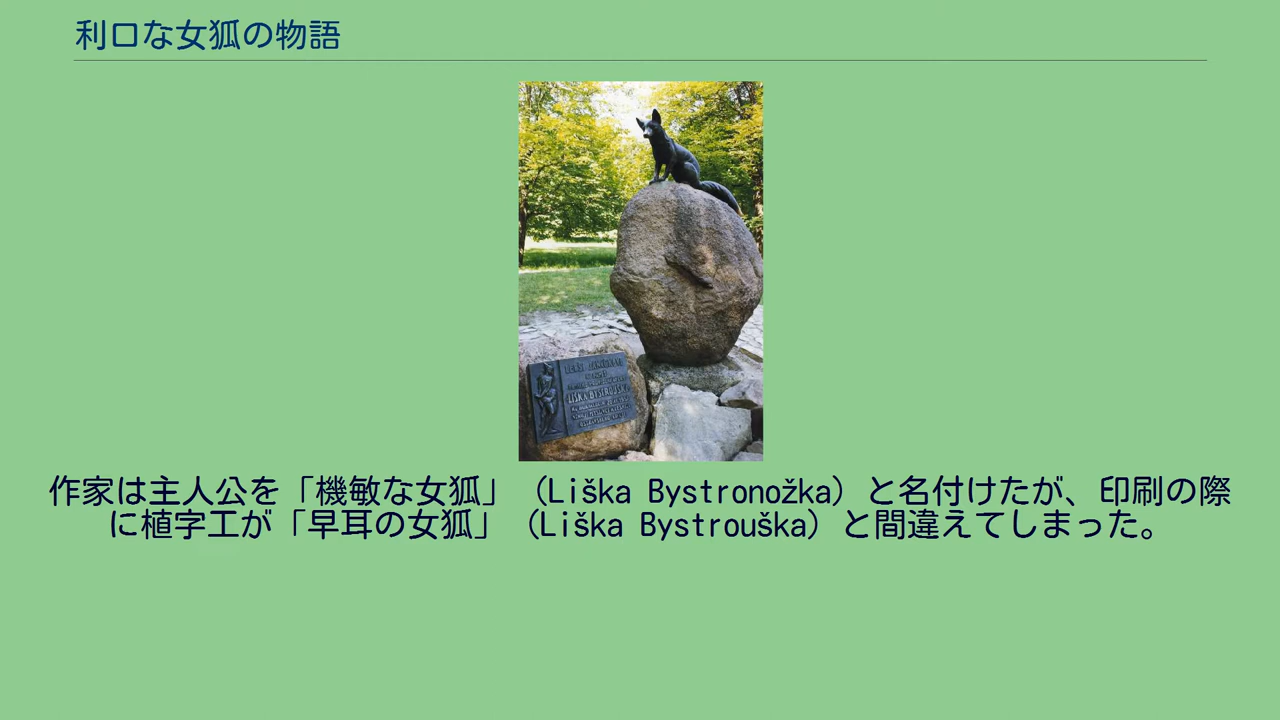 利口な女狐の物語
LIŠKA BYSTROUŠKA
作家は主人公を「機敏な女狐」（Liška Bystronožka）と名付けたが、印刷の際
に植字工が「早耳の女狐」（Liška Bystrouška）と間違えてしまった。